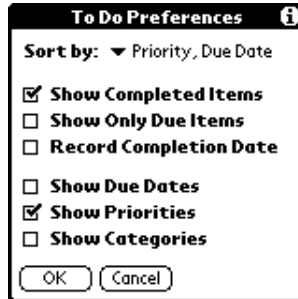 To Do Preferences i
Sort by: Priority, Due Date
Show Completed Items
Show Only Due Items
Record Completion Date
Show Due Dates
Show Priorities
Show Categories
OK Cancel